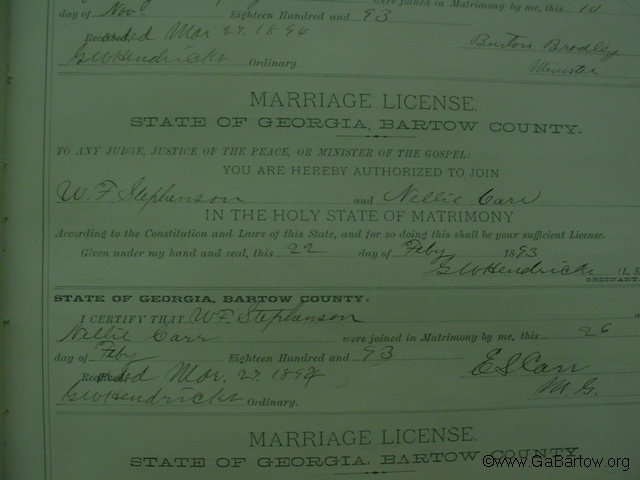 were joined in Matrimony by me, this 14
day of Nov. Eighteen Hundred and 93
Recorded Mar 27, 1894 Burton Bradley
GW Hendricks Ordinary. Minister
MARRIAGE LICENSE.
STATE OF GEORGIA, BARTOW COUNTY.
TO ANY JUDGE, JUSTICE OF THE PEACE, OR MINISTER OF THE GOSPEL:
YOU ARE HEREBY AUTHORIZED TO JOIN
W. F. Stephanson and Nellie Carr
IN THE HOLY STATE OF MATRIMONY
According to the Constitution and Laws of this State, and for so doing this shall be your sufficient License.
Given under my hand and seal, this 22 day of Feby 1893
GW Hendricks (L. S
ORDINARY
STATE OF GEORGIA, BARTOW COUNTY:
I CERTIFY THAT W F Stephanson
Nellie Carr were joined in Matrimony by me, this 26
day of Feby Eighteen Hundred and 93
Recorded Mar, 27, 1894 E S Carr
GW Hendricks Ordinary. M. G.
MARRIAGE LICENSE.
STATE OF GEORGIA, BARTOW COUNTY
©www.GaBartow.org